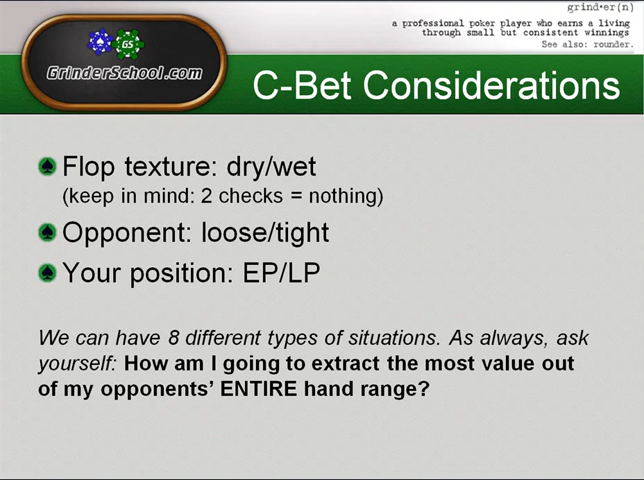 grind•er(n)
a professional poker player who earns a living
through small but consistent winnings
See also: rounder.
GS
GrinderSchool.com
C-Bet Considerations
Flop texture: dry/wet
(keep in mind: 2 checks = nothing)
Opponent: loose/tight
Your position: EP/LP
We can have 8 different types of situations. As always, ask
yourself: How am I going to extract the most value out
of my opponents’ ENTIRE hand range?